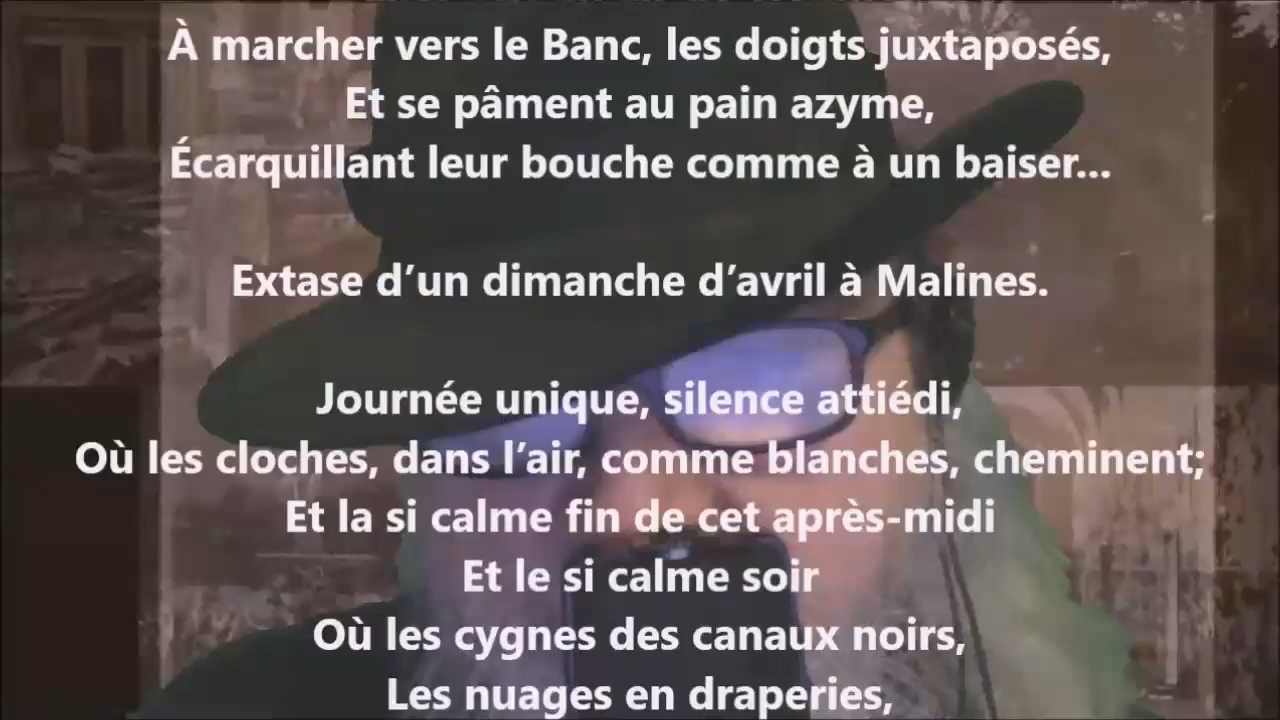 À marcher vers le Banc, les doigts juxtaposés,
Et se pâment au pain azyme,
Écarquillant leur bouche comme à un baiser...
Extase d’un dimanche d’avril à Malines.
Journée unique, silence attiédi,
Où les cloches, dans l’air, comme blanches, cheminent;
Et la si calme fin de cet après-midi
Et le si calme soir
Où les cygnes des canaux noirs,
Les nuages en draperies,